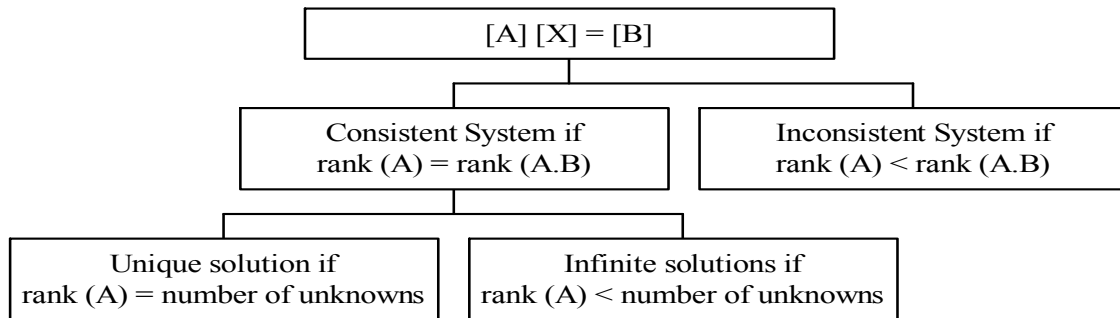 [A] [X] = [B]
Consistent System if
rank (A) = rank (A.B)
Inconsistent System if
rank (A) < rank (A.B)
Unique solution if
rank (A) = number of unknowns
Infinite solutions if
rank (A) < number of unknowns